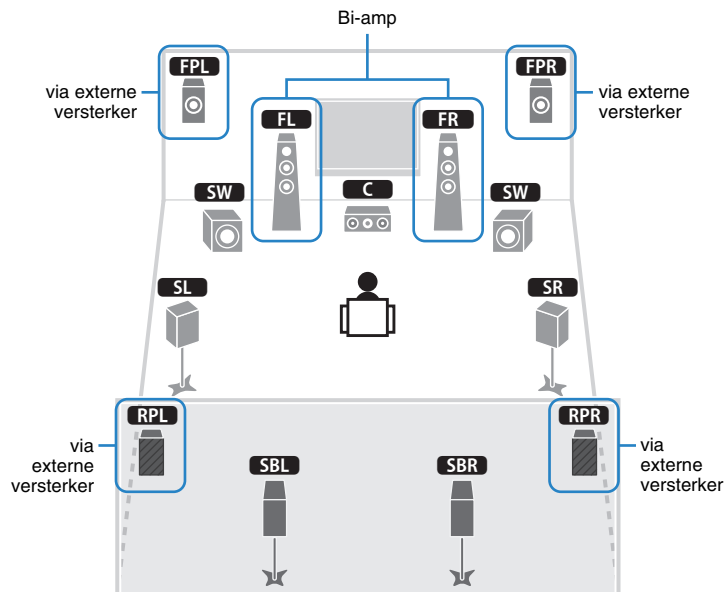 Bi-amp
FPL
FPR
via externe
versterker
via externe
versterker
FL
FR
SW
C
SW
SL
SR
RPL
RPR
via
externe
versterker
SBL
SBR
via
externe
versterker